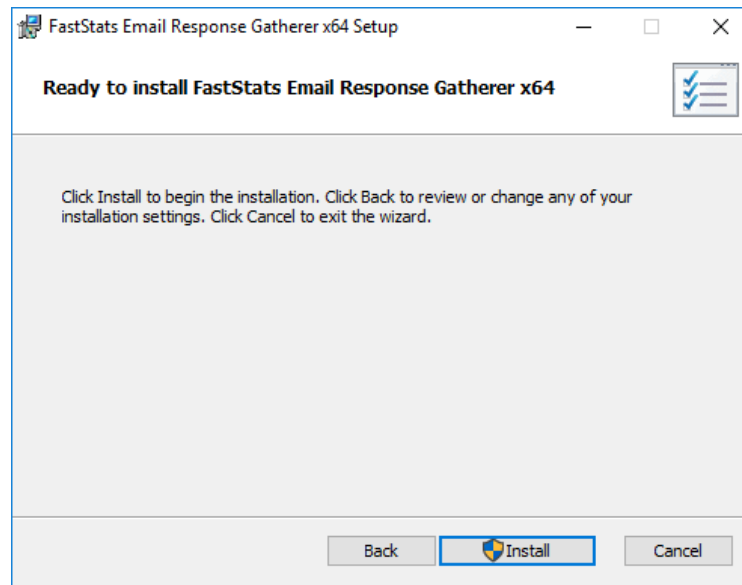 FastStats Email Response Gatherer x64 Setup
Ready to install FastStats Email Response Gatherer x64
Click Install to begin the installation. Click Back to review or change any of your
installation settings. Click Cancel to exit the wizard.
Back Install Cancel